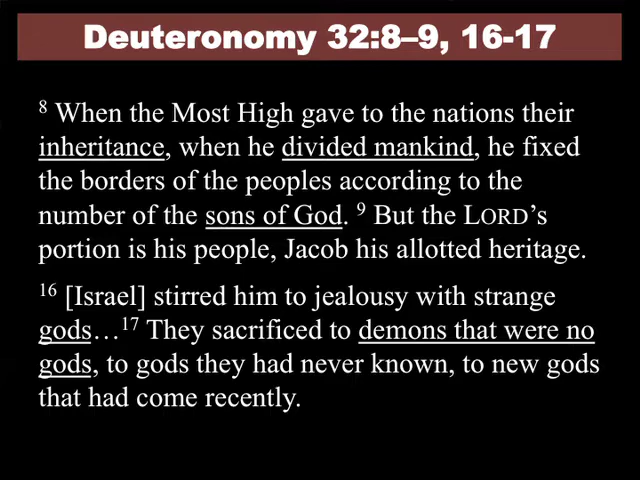 Deuteronomy 32:8–9, 16-17
8 When the Most High gave to the nations their
inheritance, when he divided mankind, he fixed
the borders of the peoples according to the
number of the sons of God. 9 But the LORD’s
portion is his people, Jacob his allotted heritage.
16 [Israel] stirred him to jealousy with strange
gods…17 They sacrificed to demons that were no
gods, to gods they had never known, to new gods
that had come recently.